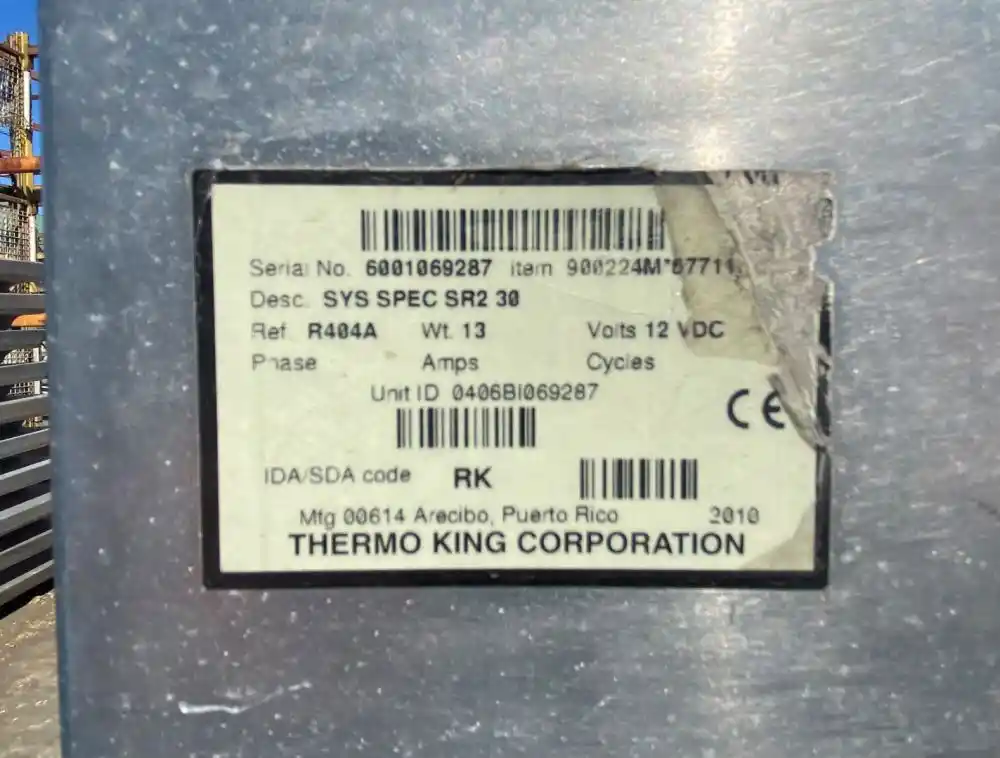 Serial No. 6001069287 Item 900224M*67711
Desc. SYS SPEC SR2 30
Ref R404A Wt. 13 Volts 12 VDC
Phase Amps Cycles
Unit ID 0406BI069287
CE
IDA/SDA code RK
Mfg 00614 Arecibo, Puerto Rico 2010
THERMO KING CORPORATION